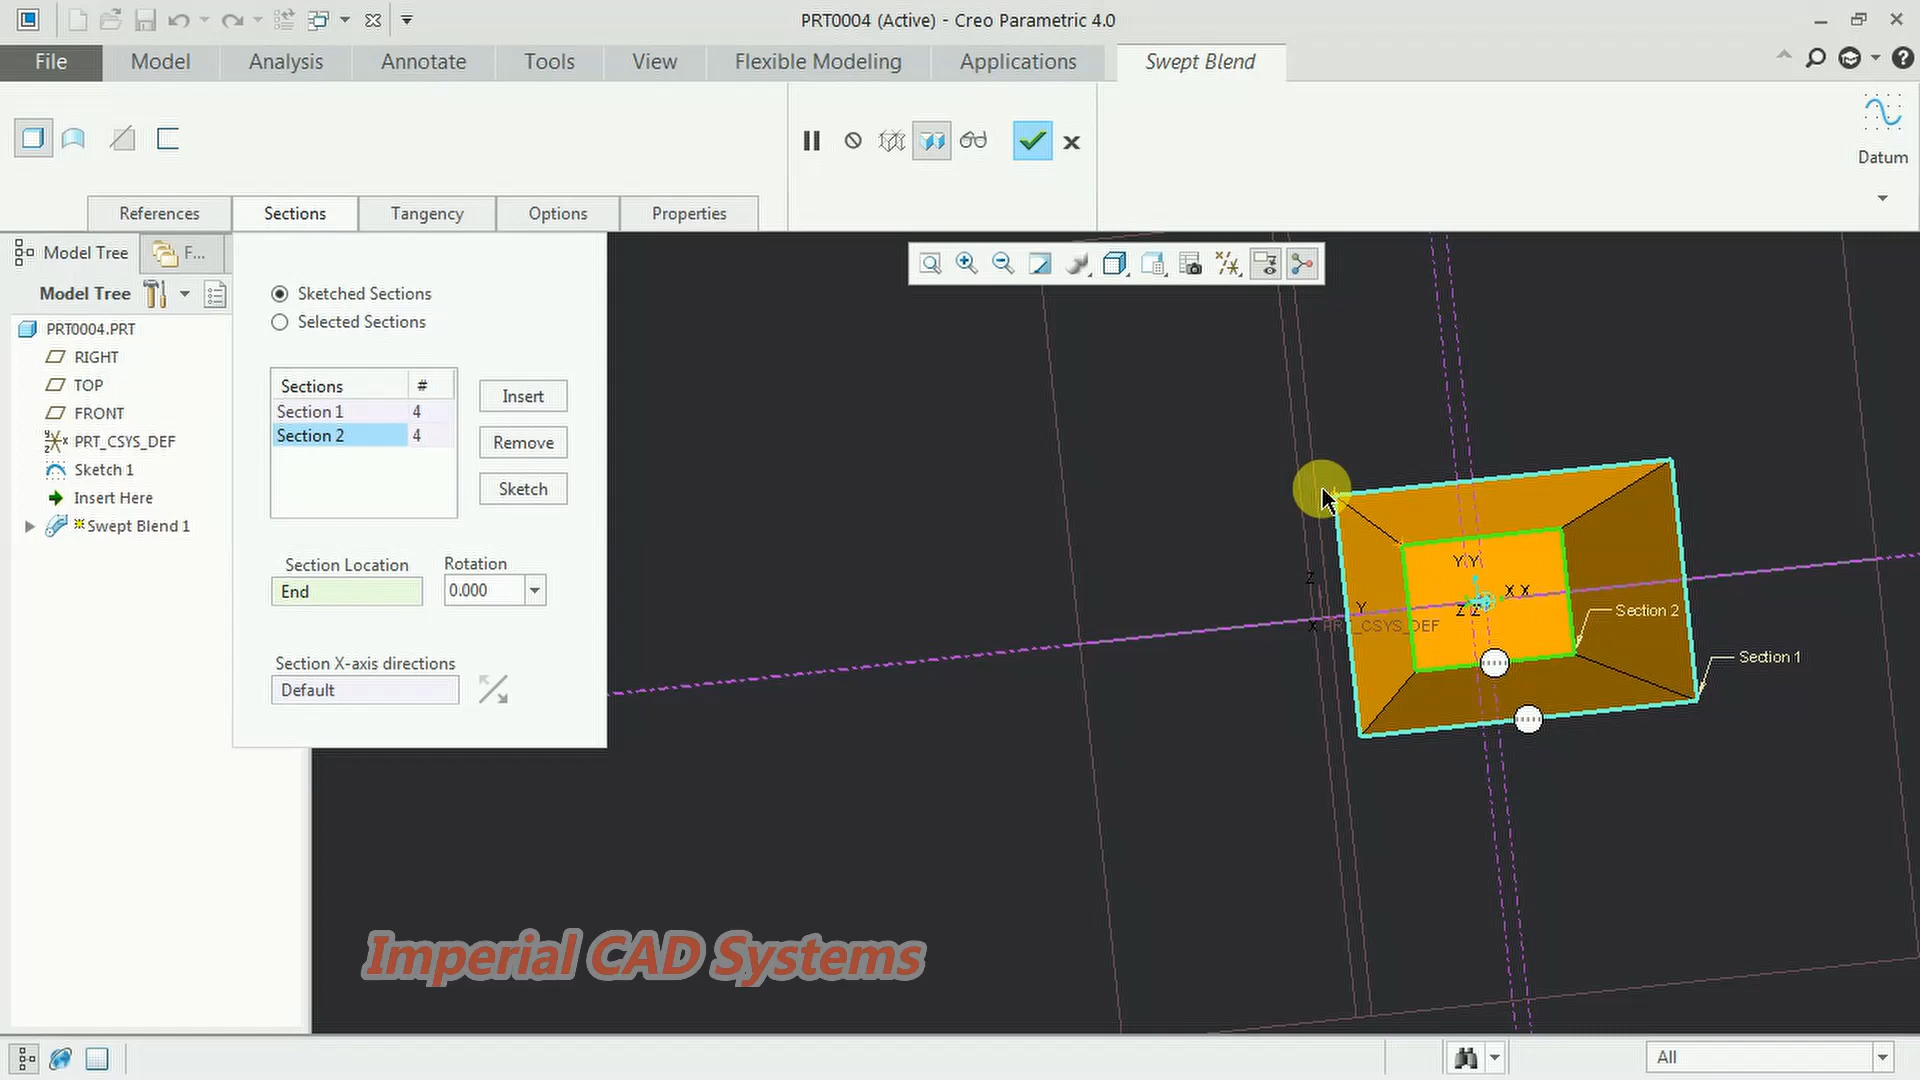 PRT0004 (Active) - Creo Parametric 4.0
File
Model
Analysis
Annotate
Tools
View
Flexible Modeling
Applications
Swept Blend
Datum
References
Sections
Tangency
Options
Properties
Model Tree
F...
Model Tree
PRT0004.PRT
RIGHT
TOP
FRONT
PRT_CSYS_DEF
Sketch 1
Insert Here
Swept Blend 1
Sketched Sections
Selected Sections
Sections #
Section 1 4
Section 2 4
Insert
Remove
Sketch
Section Location
End
Rotation
0.000
Section X-axis directions
Default
Y Y
X X
Z Z
Z
Y
X PRT_CSYS_DEF
Section 2
Section 1
Imperial CAD Systems
All